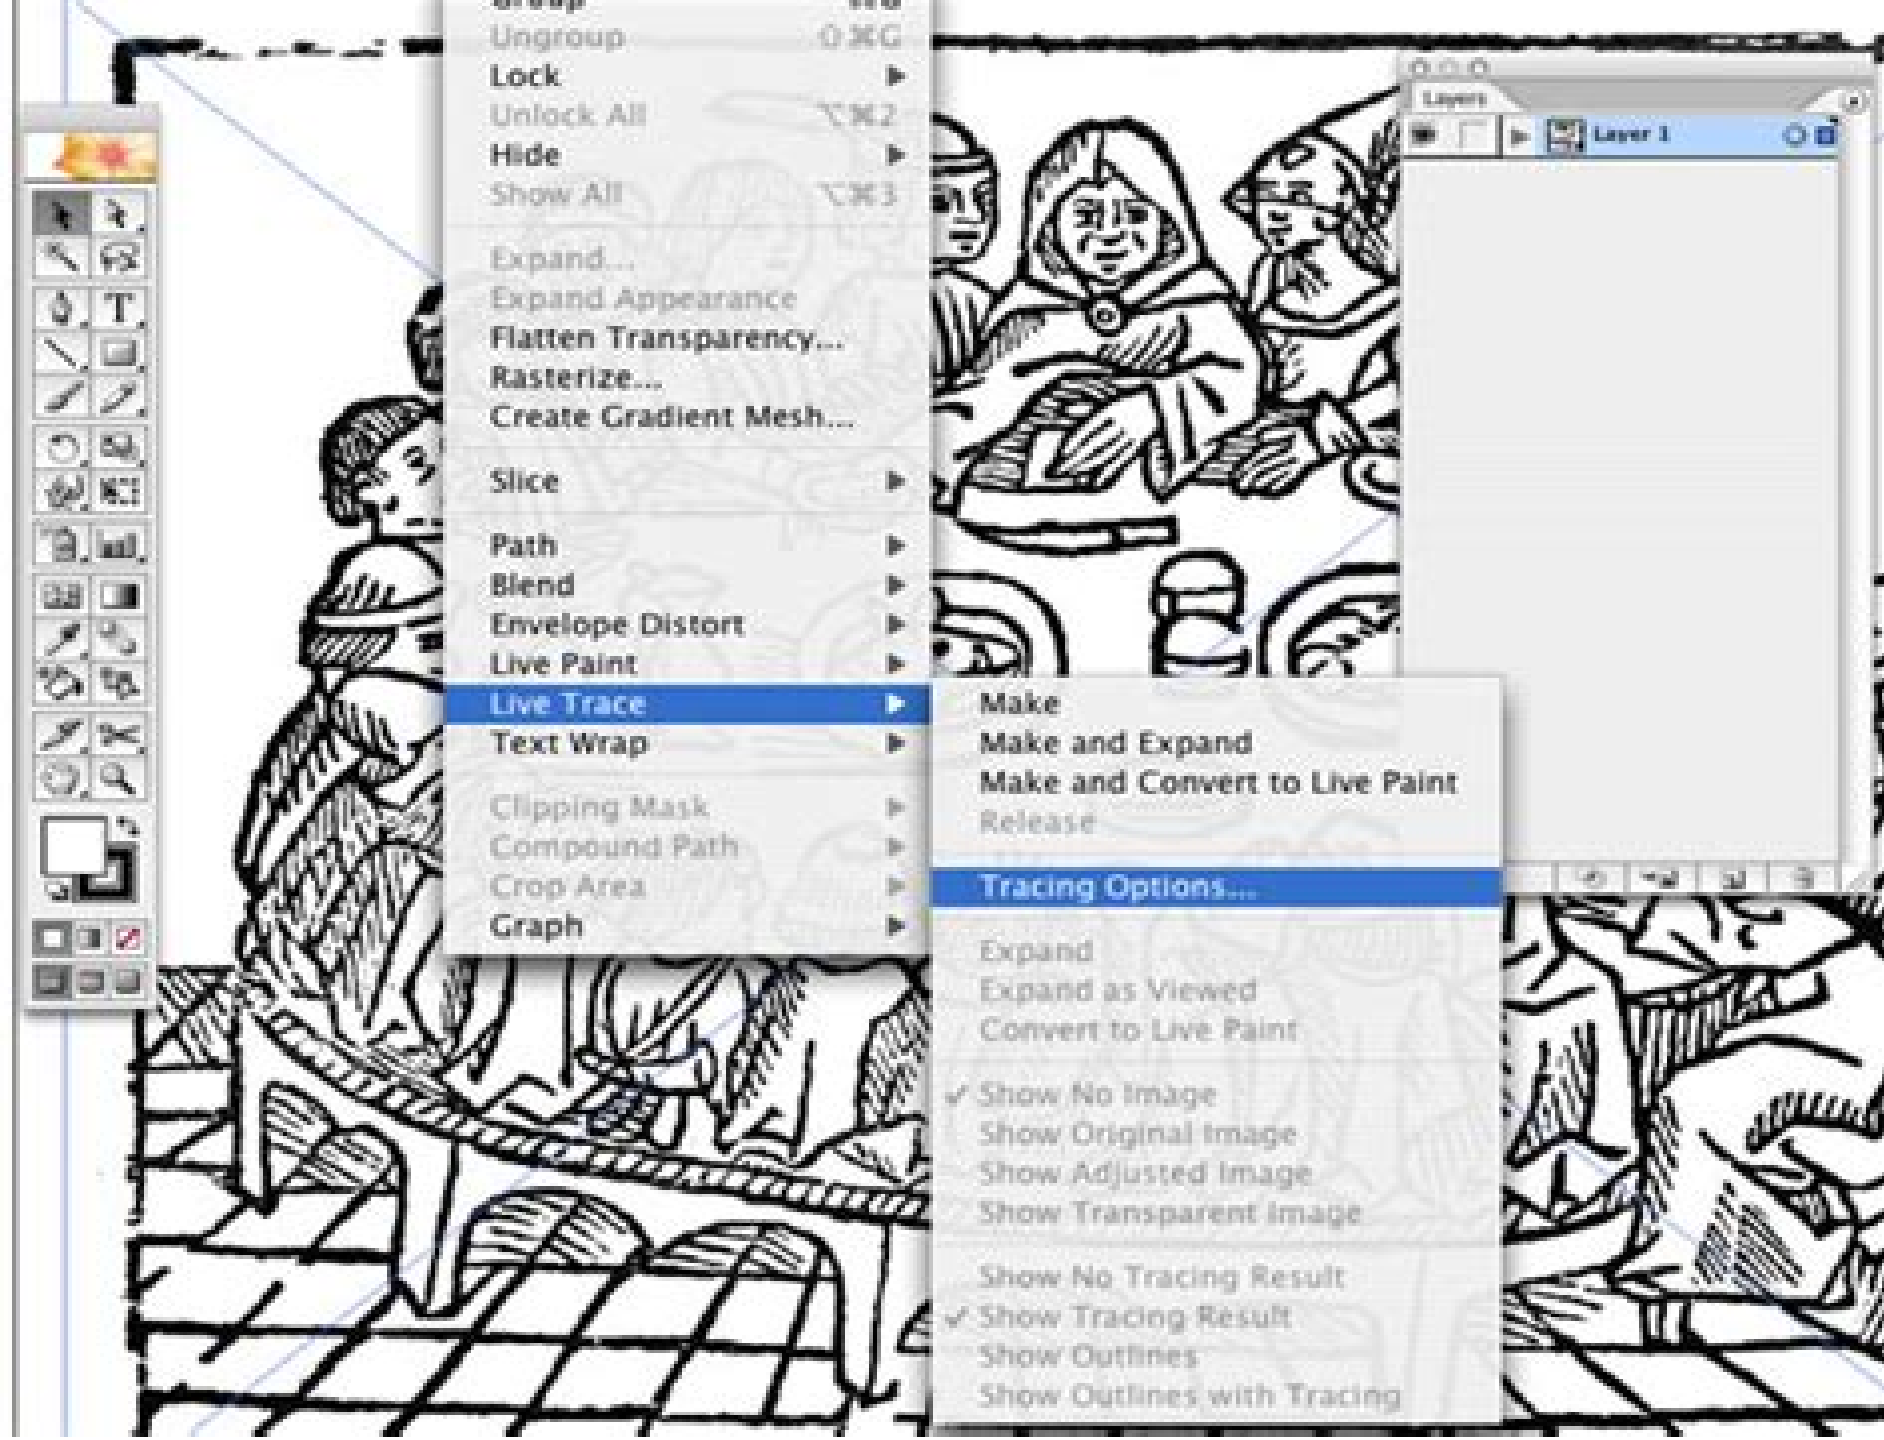 Group
Ungroup ⇧⌘G
Lock
Unlock All ⌥⌘2
Hide
Show All ⌥⌘3
Expand...
Expand Appearance
Flatten Transparency...
Rasterize...
Create Gradient Mesh...
Slice
Path
Blend
Envelope Distort
Live Paint
Live Trace
Text Wrap
Clipping Mask
Compound Path
Crop Area
Graph
Make
Make and Expand
Make and Convert to Live Paint
Release
Tracing Options...
Expand
Expand as Viewed
Convert to Live Paint
✓ Show No Image
Show Original Image
Show Adjusted Image
Show Transparent Image
Show No Tracing Result
✓ Show Tracing Result
Show Outlines
Show Outlines with Tracing
Layers
Layer 1
T